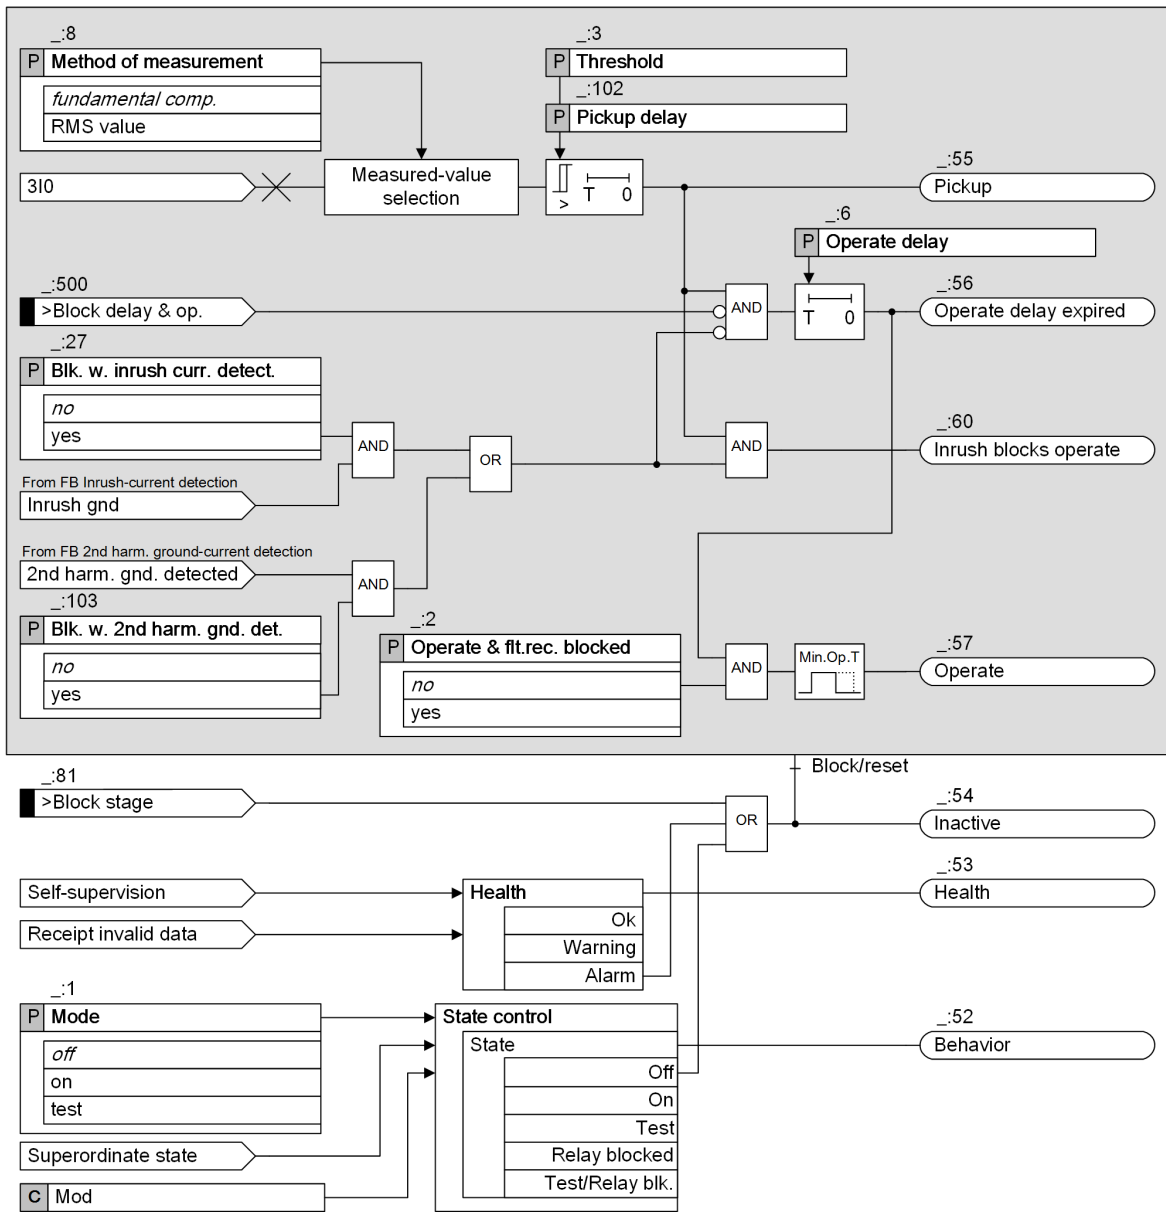 _:8
P Method of measurement
fundamental comp.
RMS value
_:3
P Threshold
_:102
P Pickup delay
3I0
Measured-value
selection
> T 0
_:55
Pickup
_:6
P Operate delay
_:500
>Block delay & op.
AND
T 0
_:56
Operate delay expired
_:27
P Blk. w. inrush curr. detect.
no
yes
AND
OR
AND
_:60
Inrush blocks operate
From FB Inrush-current detection
Inrush gnd
From FB 2nd harm. ground-current detection
2nd harm. gnd. detected
AND
_:103
P Blk. w. 2nd harm. gnd. det.
no
yes
_:2
P Operate & flt.rec. blocked
no
yes
AND
Min.Op.T
_:57
Operate
Block/reset
_:81
>Block stage
OR
_:54
Inactive
_:53
Health
Self-supervision
Receipt invalid data
Health
Ok
Warning
Alarm
_:1
P Mode
off
on
test
Superordinate state
C Mod
State control
State
Off
On
Test
Relay blocked
Test/Relay blk.
_:52
Behavior